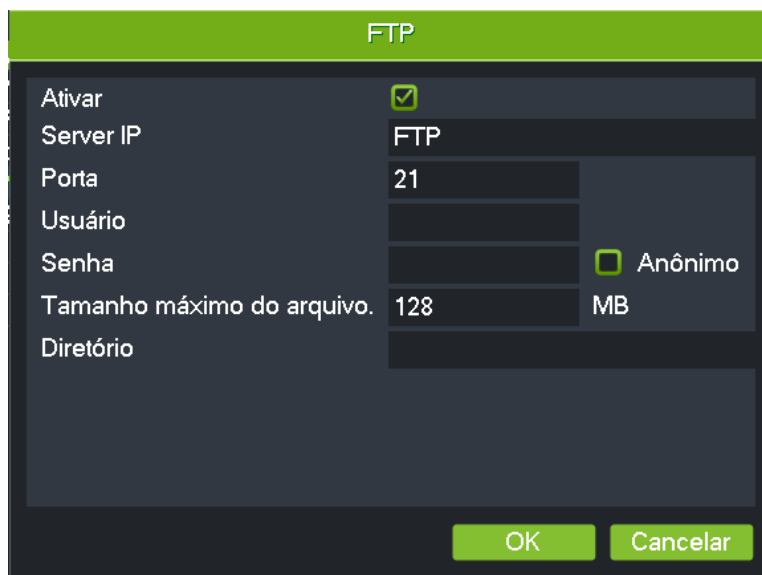 FTP
Ativar
Server IP FTP
Porta 21
Usuário
Senha Anônimo
Tamanho máximo do arquivo. 128 MB
Diretório
OK Cancelar